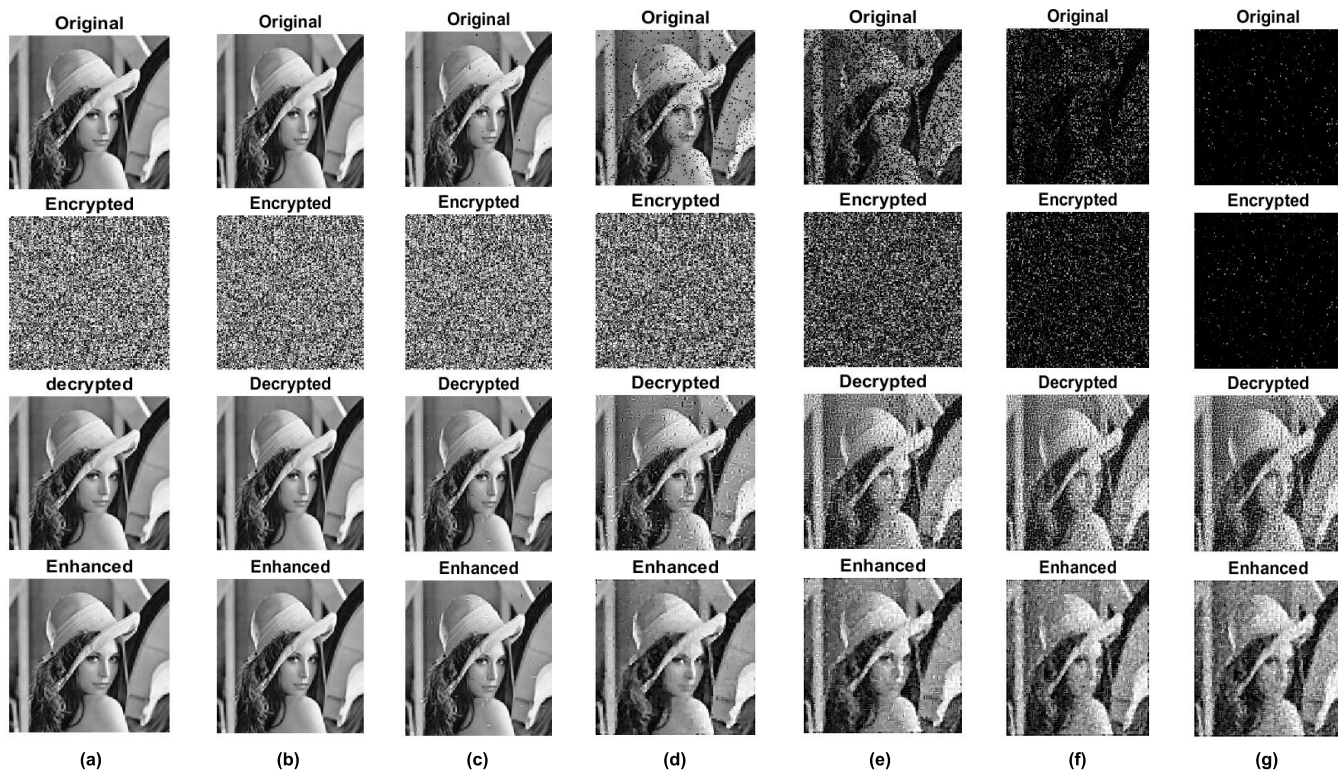 Original Original Original Original Original Original Original
Encrypted Encrypted Encrypted Encrypted Encrypted Encrypted Encrypted
decrypted Decrypted Decrypted Decrypted Decrypted Decrypted Decrypted
Enhanced Enhanced Enhanced Enhanced Enhanced Enhanced Enhanced
(a) (b) (c) (d) (e) (f) (g)